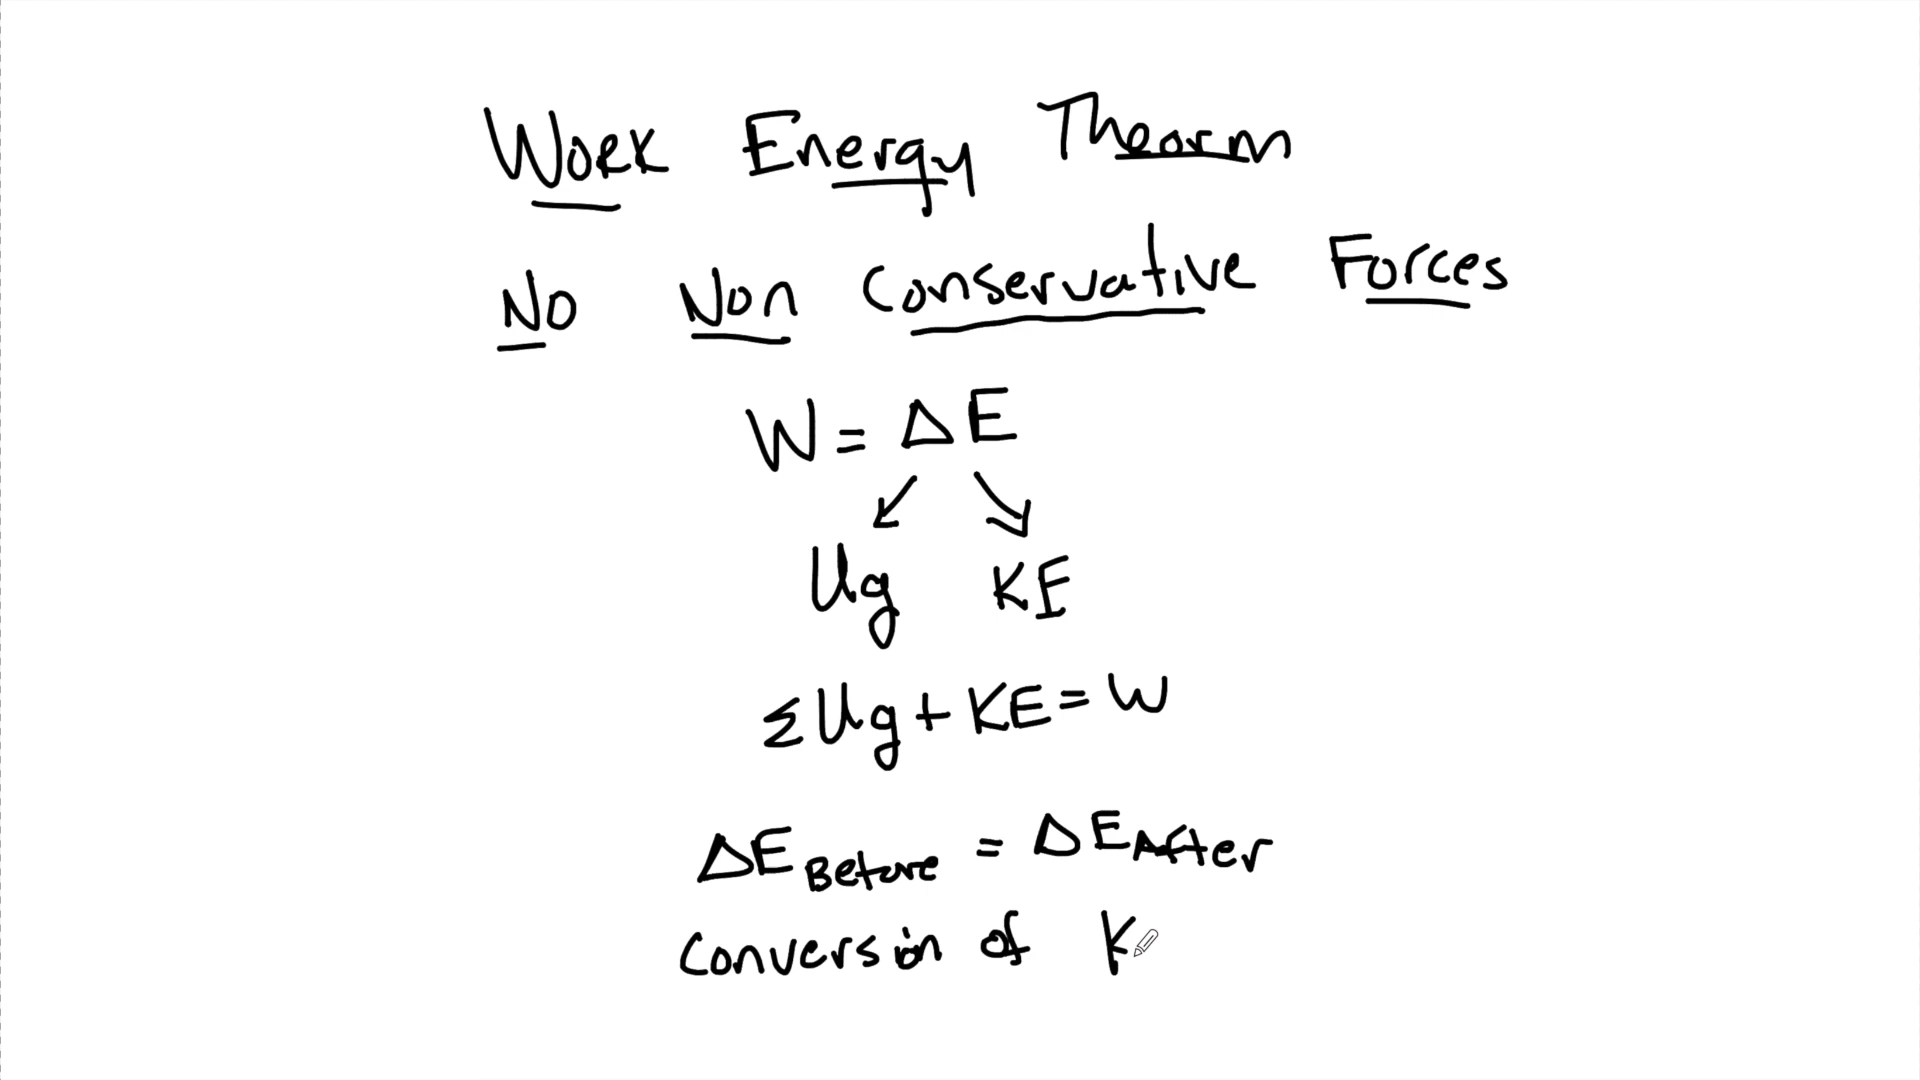 Work Energy Theorm
No Non Conservative Forces
W = ΔE
Ug KE
ΣUg + KE = W
ΔE Before = ΔE After
Conversion of K